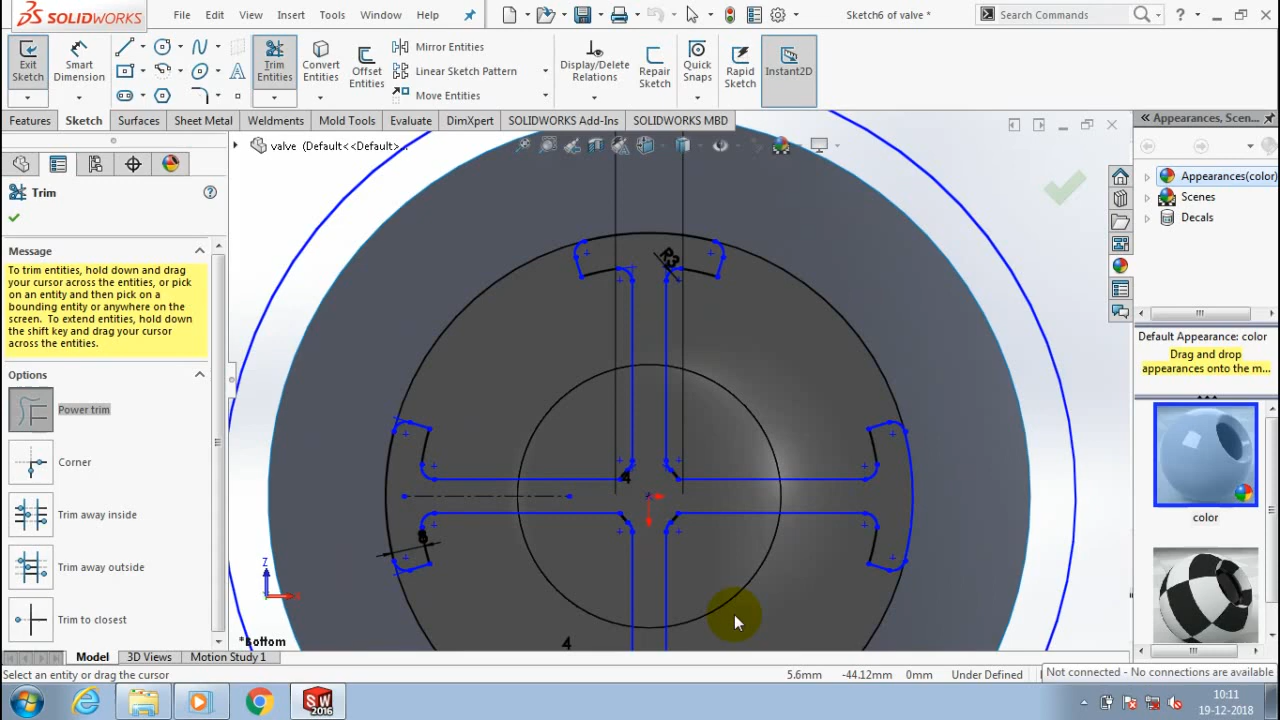 SOLIDWORKS
File Edit View Insert Tools Window Help
Sketch6 of valve *
Search Commands
Exit Sketch
Smart Dimension
Trim Entities
Convert Entities
Offset Entities
Mirror Entities
Linear Sketch Pattern
Move Entities
Display/Delete Relations
Repair Sketch
Quick Snaps
Rapid Sketch
Instant2D
Features Sketch Surfaces Sheet Metal Weldments Mold Tools Evaluate DimXpert SOLIDWORKS Add-Ins SOLIDWORKS MBD
valve (Default<<Default>...
Appearances, Scen...
Trim
Message
To trim entities, hold down and drag
your cursor across the entities, or pick
on an entity and then pick on a
bounding entity or anywhere on the
screen. To extend entities, hold down
the shift key and drag your cursor
across the entities.
Options
Power trim
Corner
Trim away inside
Trim away outside
Trim to closest
R3
4
8
4
Z
*Bottom
Appearances(color)
Scenes
Decals
Default Appearance: color
Drag and drop
appearances onto the m...
color
Model 3D Views Motion Study 1
Select an entity or drag the cursor
5.6mm -44.12mm 0mm Under Defined
Not connected - No connections are available
SW 2016
10:11
19-12-2018